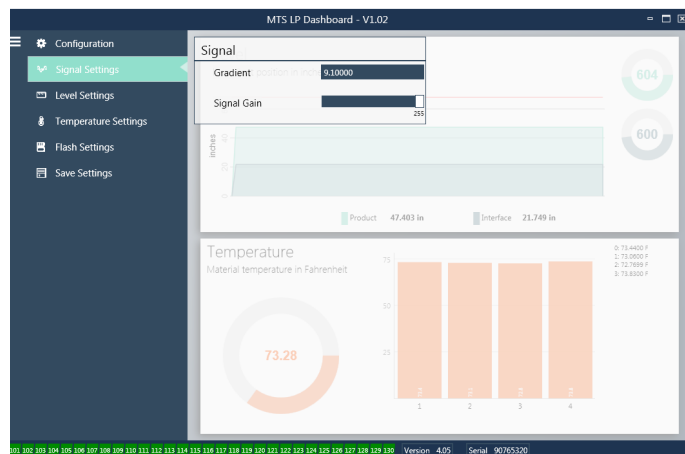 MTS LP Dashboard - V1.02
Configuration
Signal Settings
Level Settings
Temperature Settings
Flash Settings
Save Settings
Signal
Gradient
9.10000
Signal Gain
255
604
600
inches
Product 47.403 in
Interface 21.749 in
Temperature
Material temperature in Fahrenheit
73.28
75
50
25
1 2 3 4
0: 73.4400 F
1: 73.0600 F
2: 72.7699 F
3: 73.8300 F
101 102 103 104 105 106 107 108 109 110 111 112 113 114 115 116 117 118 119 120 121 122 123 124 125 126 127 128 129 130 Version 4.05 Serial 90765320